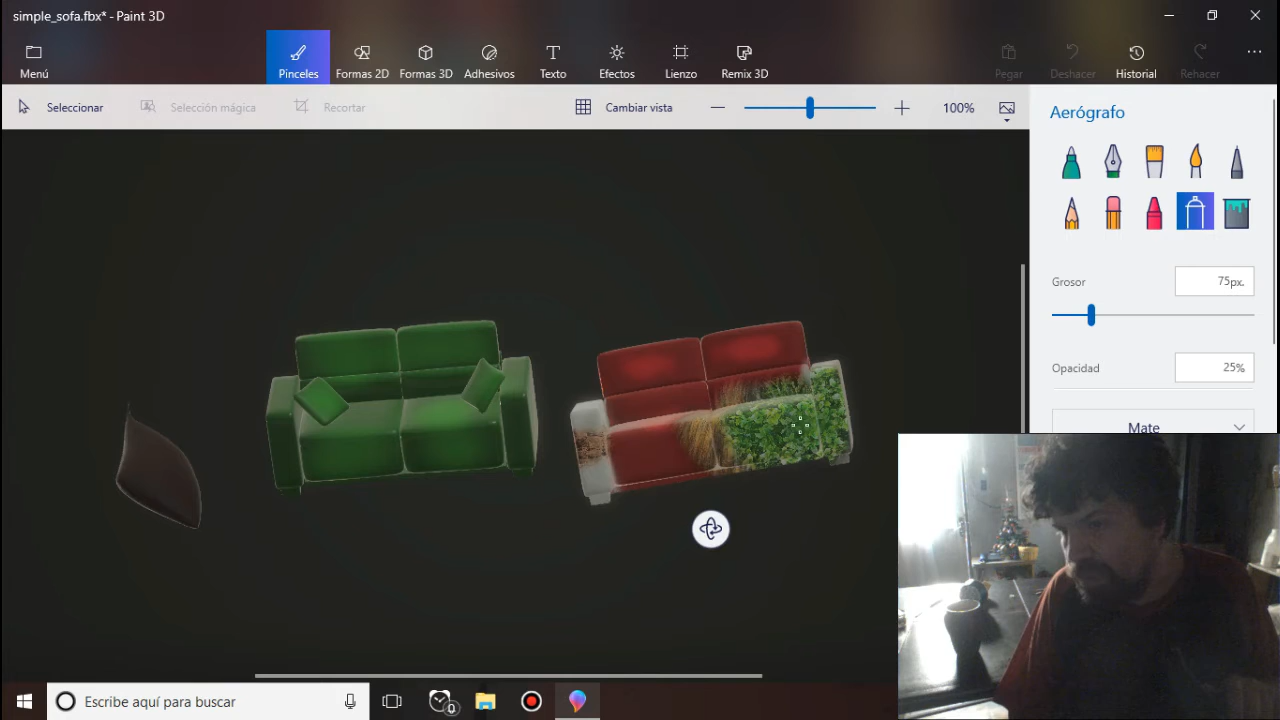 simple_sofa.fbx* - Paint 3D
Menú
Pinceles
Formas 2D
Formas 3D
Adhesivos
Texto
Efectos
Lienzo
Remix 3D
Pegar
Deshacer
Historial
Rehacer
Seleccionar
Selección mágica
Recortar
Cambiar vista
100%
Aerógrafo
Grosor
75px.
Opacidad
25%
Mate
Escribe aquí para buscar